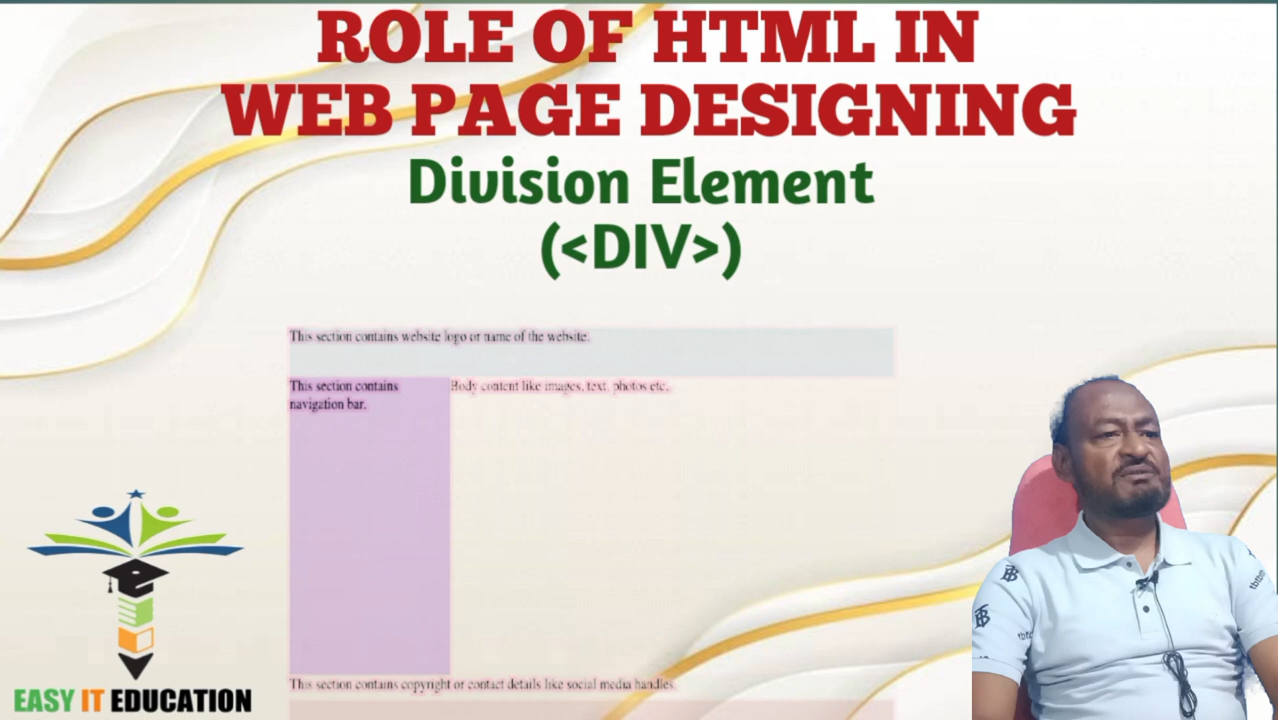 ROLE OF HTML IN
WEB PAGE DESIGNING
Division Element
(<DIV>)
This section contains website logo or name of the website.
This section contains
navigation bar.
Body content like images, text, photos etc.
This section contains copyright or contact details like social media handles.
EASY IT EDUCATION